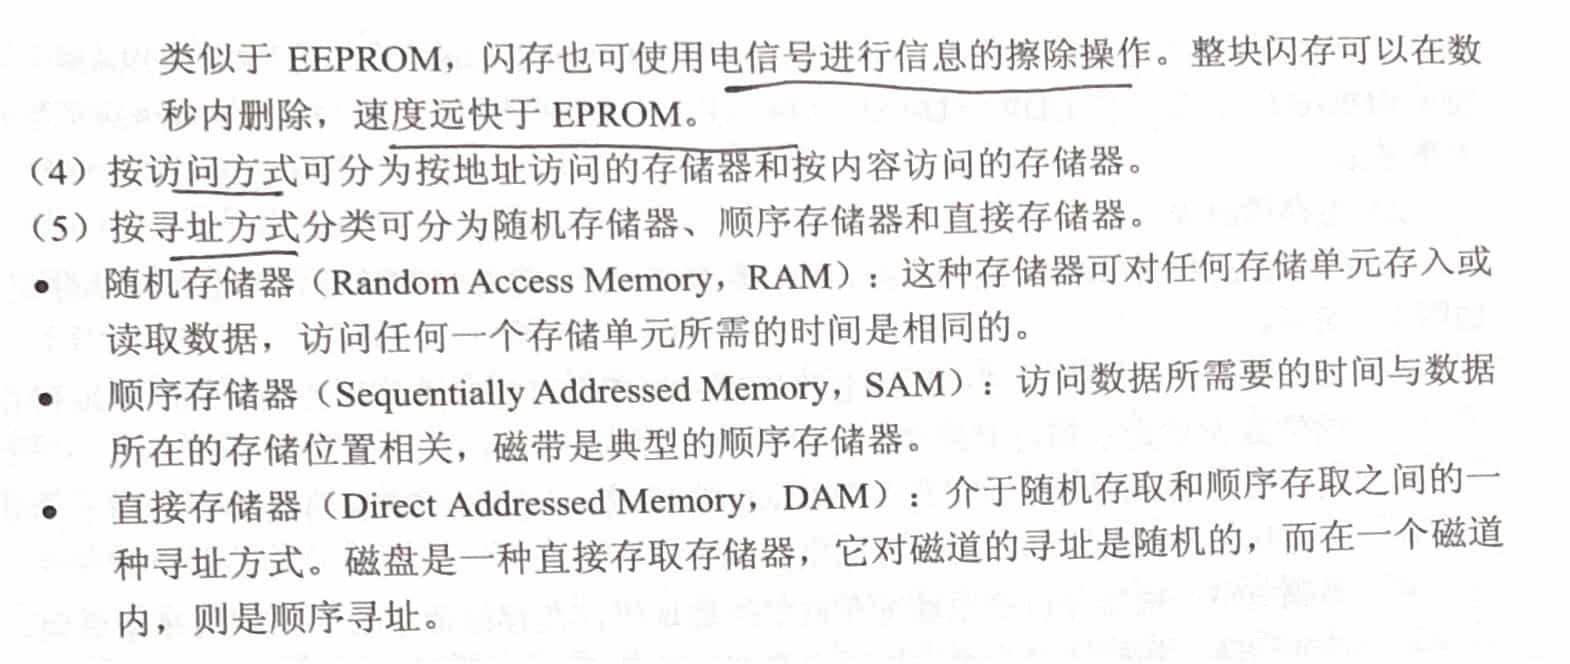 类似于 EEPROM，闪存也可使用电信号进行信息的擦除操作。整块闪存可以在数
秒内删除，速度远快于 EPROM。
（4）按访问方式可分为按地址访问的存储器和按内容访问的存储器。
（5）按寻址方式分类可分为随机存储器、顺序存储器和直接存储器。
● 随机存储器（Random Access Memory，RAM）：这种存储器可对任何存储单元存入或
读取数据，访问任何一个存储单元所需的时间是相同的。
● 顺序存储器（Sequentially Addressed Memory，SAM）：访问数据所需要的时间与数据
所在的存储位置相关，磁带是典型的顺序存储器。
● 直接存储器（Direct Addressed Memory，DAM）：介于随机存取和顺序存取之间的一
种寻址方式。磁盘是一种直接存取存储器，它对磁道的寻址是随机的，而在一个磁道
内，则是顺序寻址。